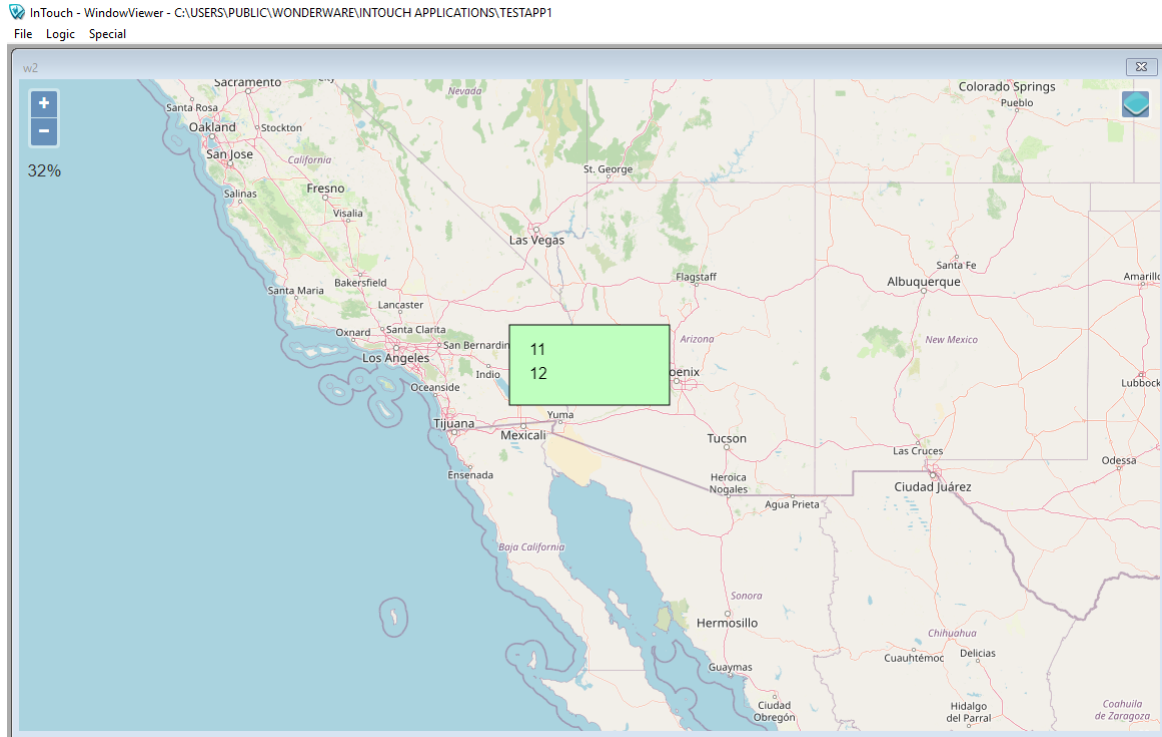 InTouch - WindowViewer - C:\USERS\PUBLIC\WONDERWARE\INTOUCH APPLICATIONS\TESTAPP1
File Logic Special
w2
Sacramento
Nevada
Colorado Springs
Pueblo
+
Santa Rosa
Oakland
Stockton
−
San Jose
California
32%
St. George
Fresno
Salinas
Visalia
Las Vegas
Santa Fe
Flagstaff
Albuquerque
Amarillo
Bakersfield
Santa Maria
Lancaster
Oxnard
Santa Clarita
Arizona
New Mexico
San Bernardin
11
Los Angeles
Indio
12
oenix
Lubbock
Oceanside
Yuma
Tijuana
Mexicali
Tucson
Las Cruces
Odessa
Ensenada
Heroica
Nogales
Ciudad Juárez
Agua Prieta
Baja California
Sonora
Hermosillo
Chihuahua
Cuauhtémoc
Delicias
Guaymas
Ciudad
Obregón
Hidalgo
del Parral
Coahuila
de Zaragoza